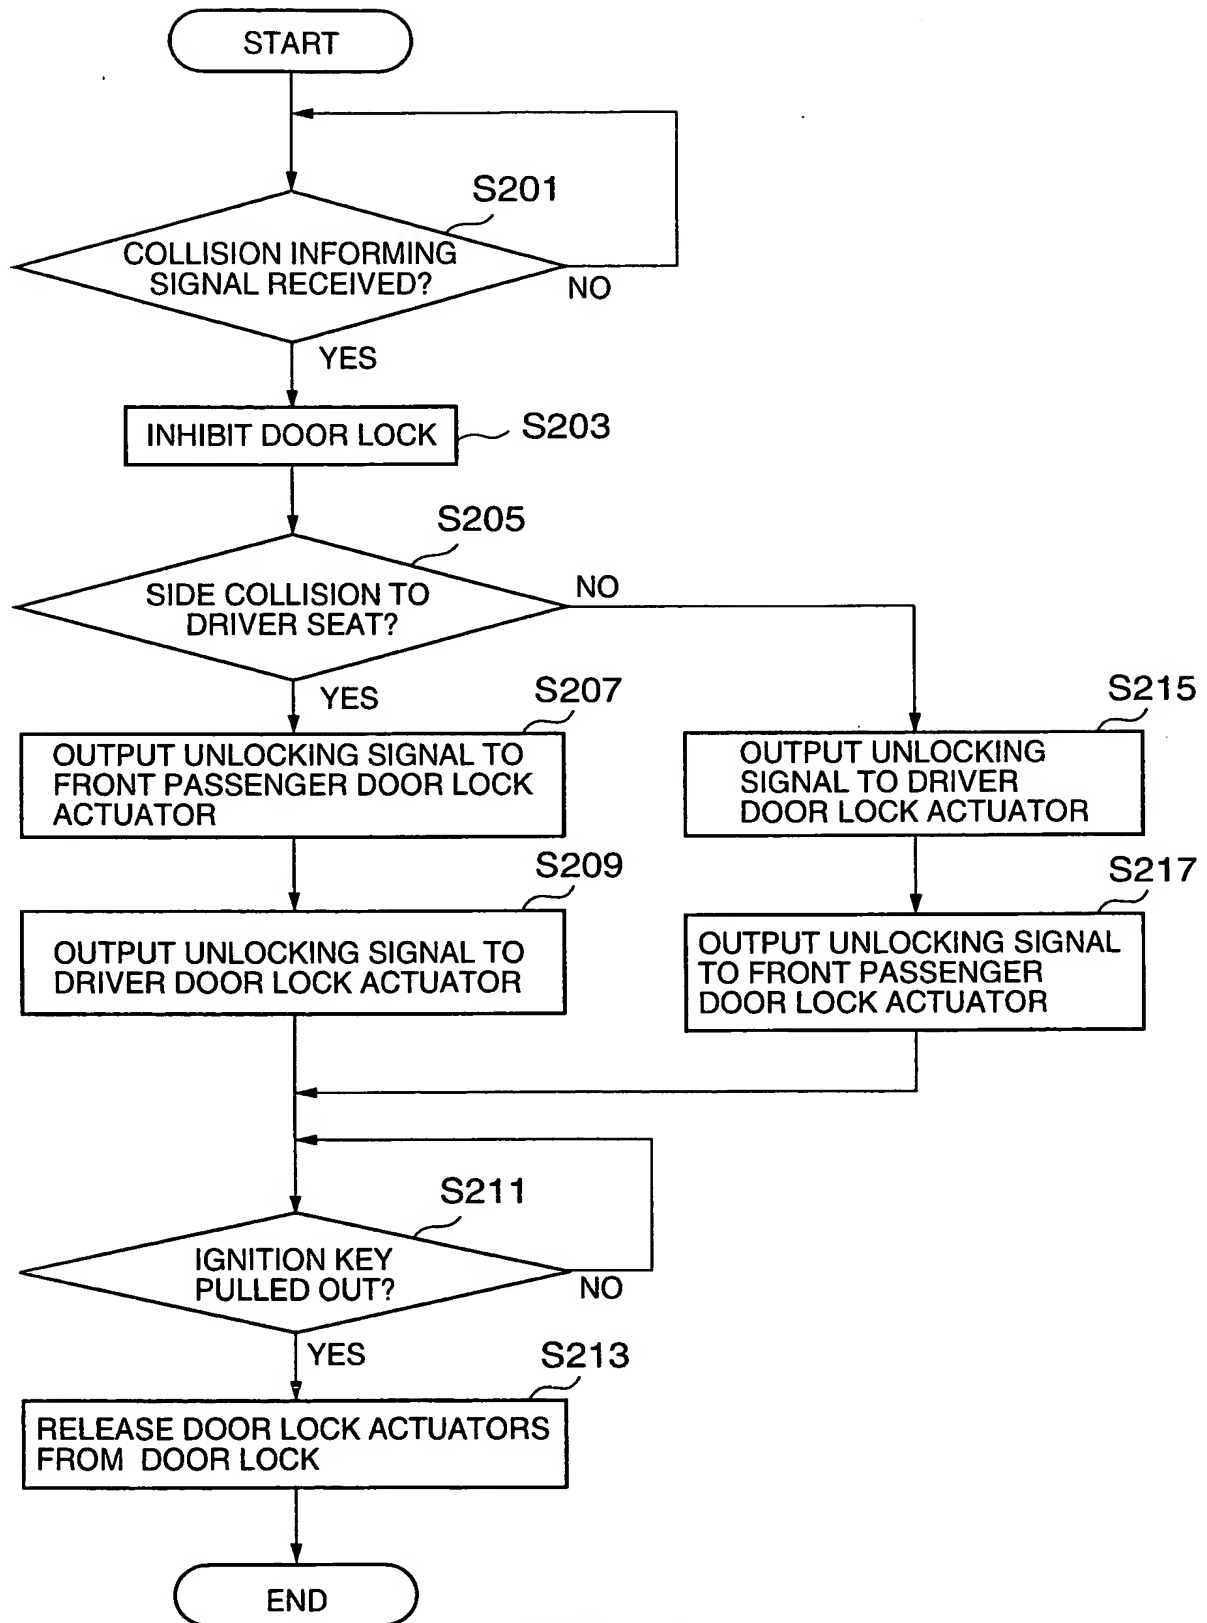 START
S201
COLLISION INFORMING
SIGNAL RECEIVED?
NO
YES
INHIBIT DOOR LOCK
S203
S205
SIDE COLLISION TO
DRIVER SEAT?
NO
YES
S207
OUTPUT UNLOCKING SIGNAL TO
FRONT PASSENGER DOOR LOCK
ACTUATOR
S215
OUTPUT UNLOCKING
SIGNAL TO DRIVER
DOOR LOCK ACTUATOR
S209
OUTPUT UNLOCKING SIGNAL TO
DRIVER DOOR LOCK ACTUATOR
S217
OUTPUT UNLOCKING SIGNAL
TO FRONT PASSENGER
DOOR LOCK ACTUATOR
S211
IGNITION KEY
PULLED OUT?
NO
YES
S213
RELEASE DOOR LOCK ACTUATORS
FROM DOOR LOCK
END